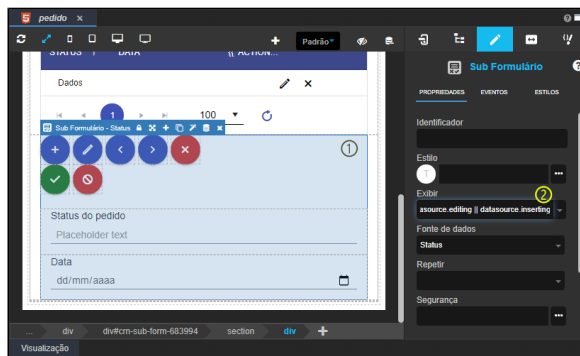 pedido ×
Padrão
STATUS DATA \\( ACTION...
Dados
1 100
Sub Formulário - Status
1
Status do pedido
Placeholder text
Data
dd/mm/aaaa
... div div#cm-sub-form-683994 section div +
Visualização
Sub Formulário
PROPRIEDADES EVENTOS ESTILOS
Identificador
Estilo
T
Exibir
2
asource.editing || datasource.inserting
Fonte de dados
Status
Repetir
Segurança